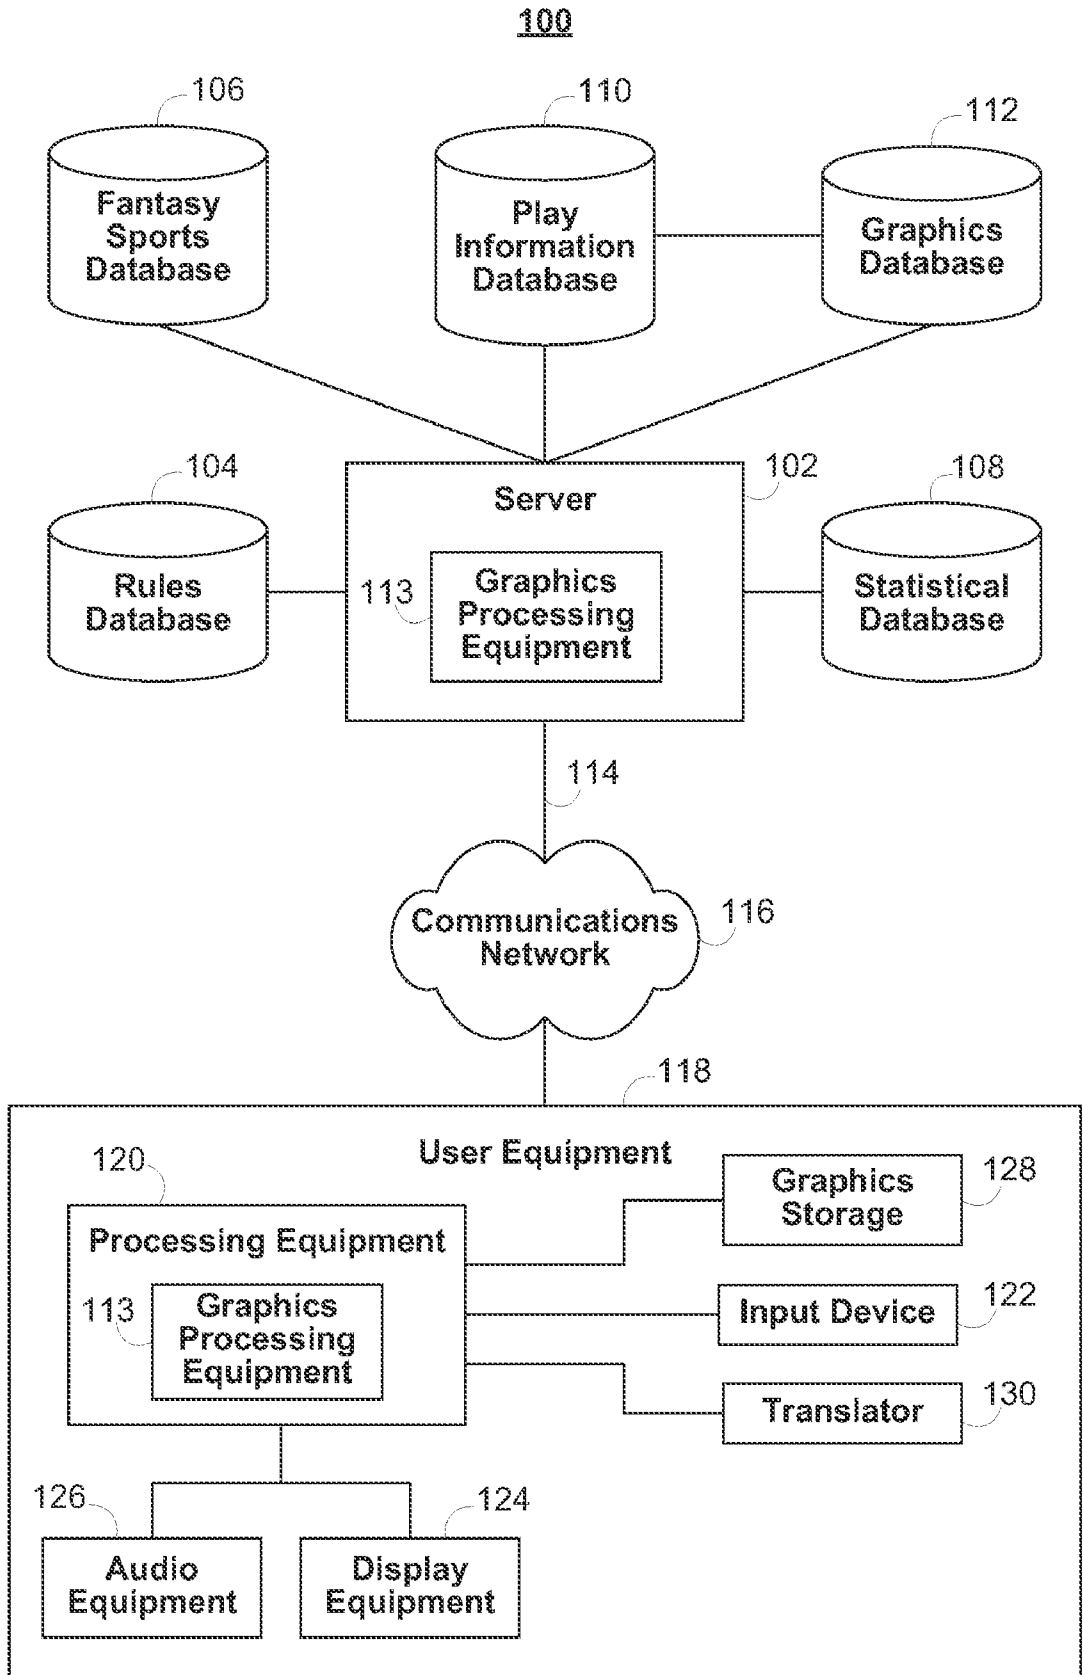 100
106
110
112
Fantasy
Sports
Database
Play
Information
Database
Graphics
Database
104
102
108
Server
Rules
Database
113
Graphics
Processing
Equipment
Statistical
Database
114
Communications
Network
116
118
User Equipment
120
Processing Equipment
113
Graphics
Processing
Equipment
Graphics
Storage
128
Input Device
122
Translator
130
126
124
Audio
Equipment
Display
Equipment